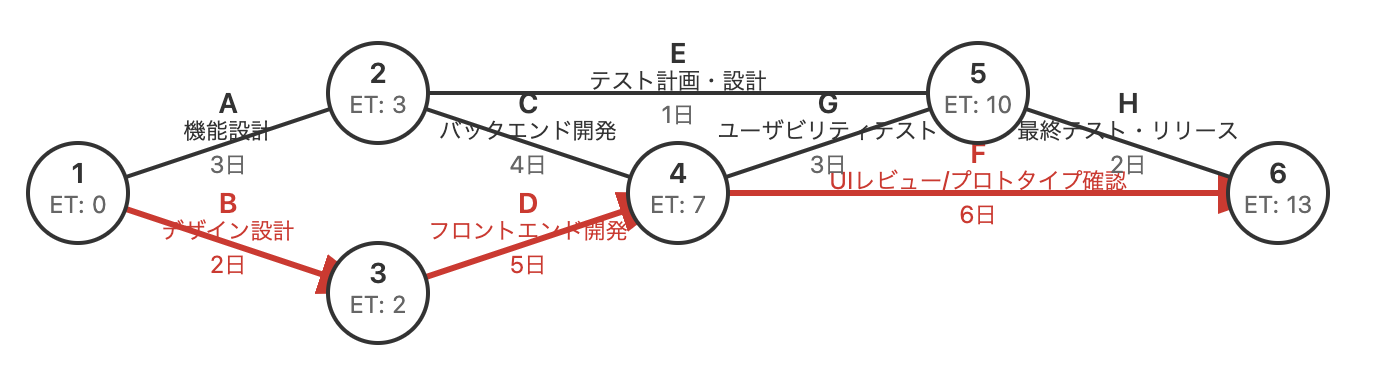 E
テスト計画・設計
1日
2
ET: 3
5
ET: 10
A
機能設計
3日
C
バックエンド開発
4日
G
ユーザビリティテスト
3日
H
最終テスト・リリース
2日
1
ET: 0
4
ET: 7
F
UIレビュー/プロトタイプ確認
6日
6
ET: 13
B
デザイン設計
2日
D
フロントエンド開発
5日
3
ET: 2